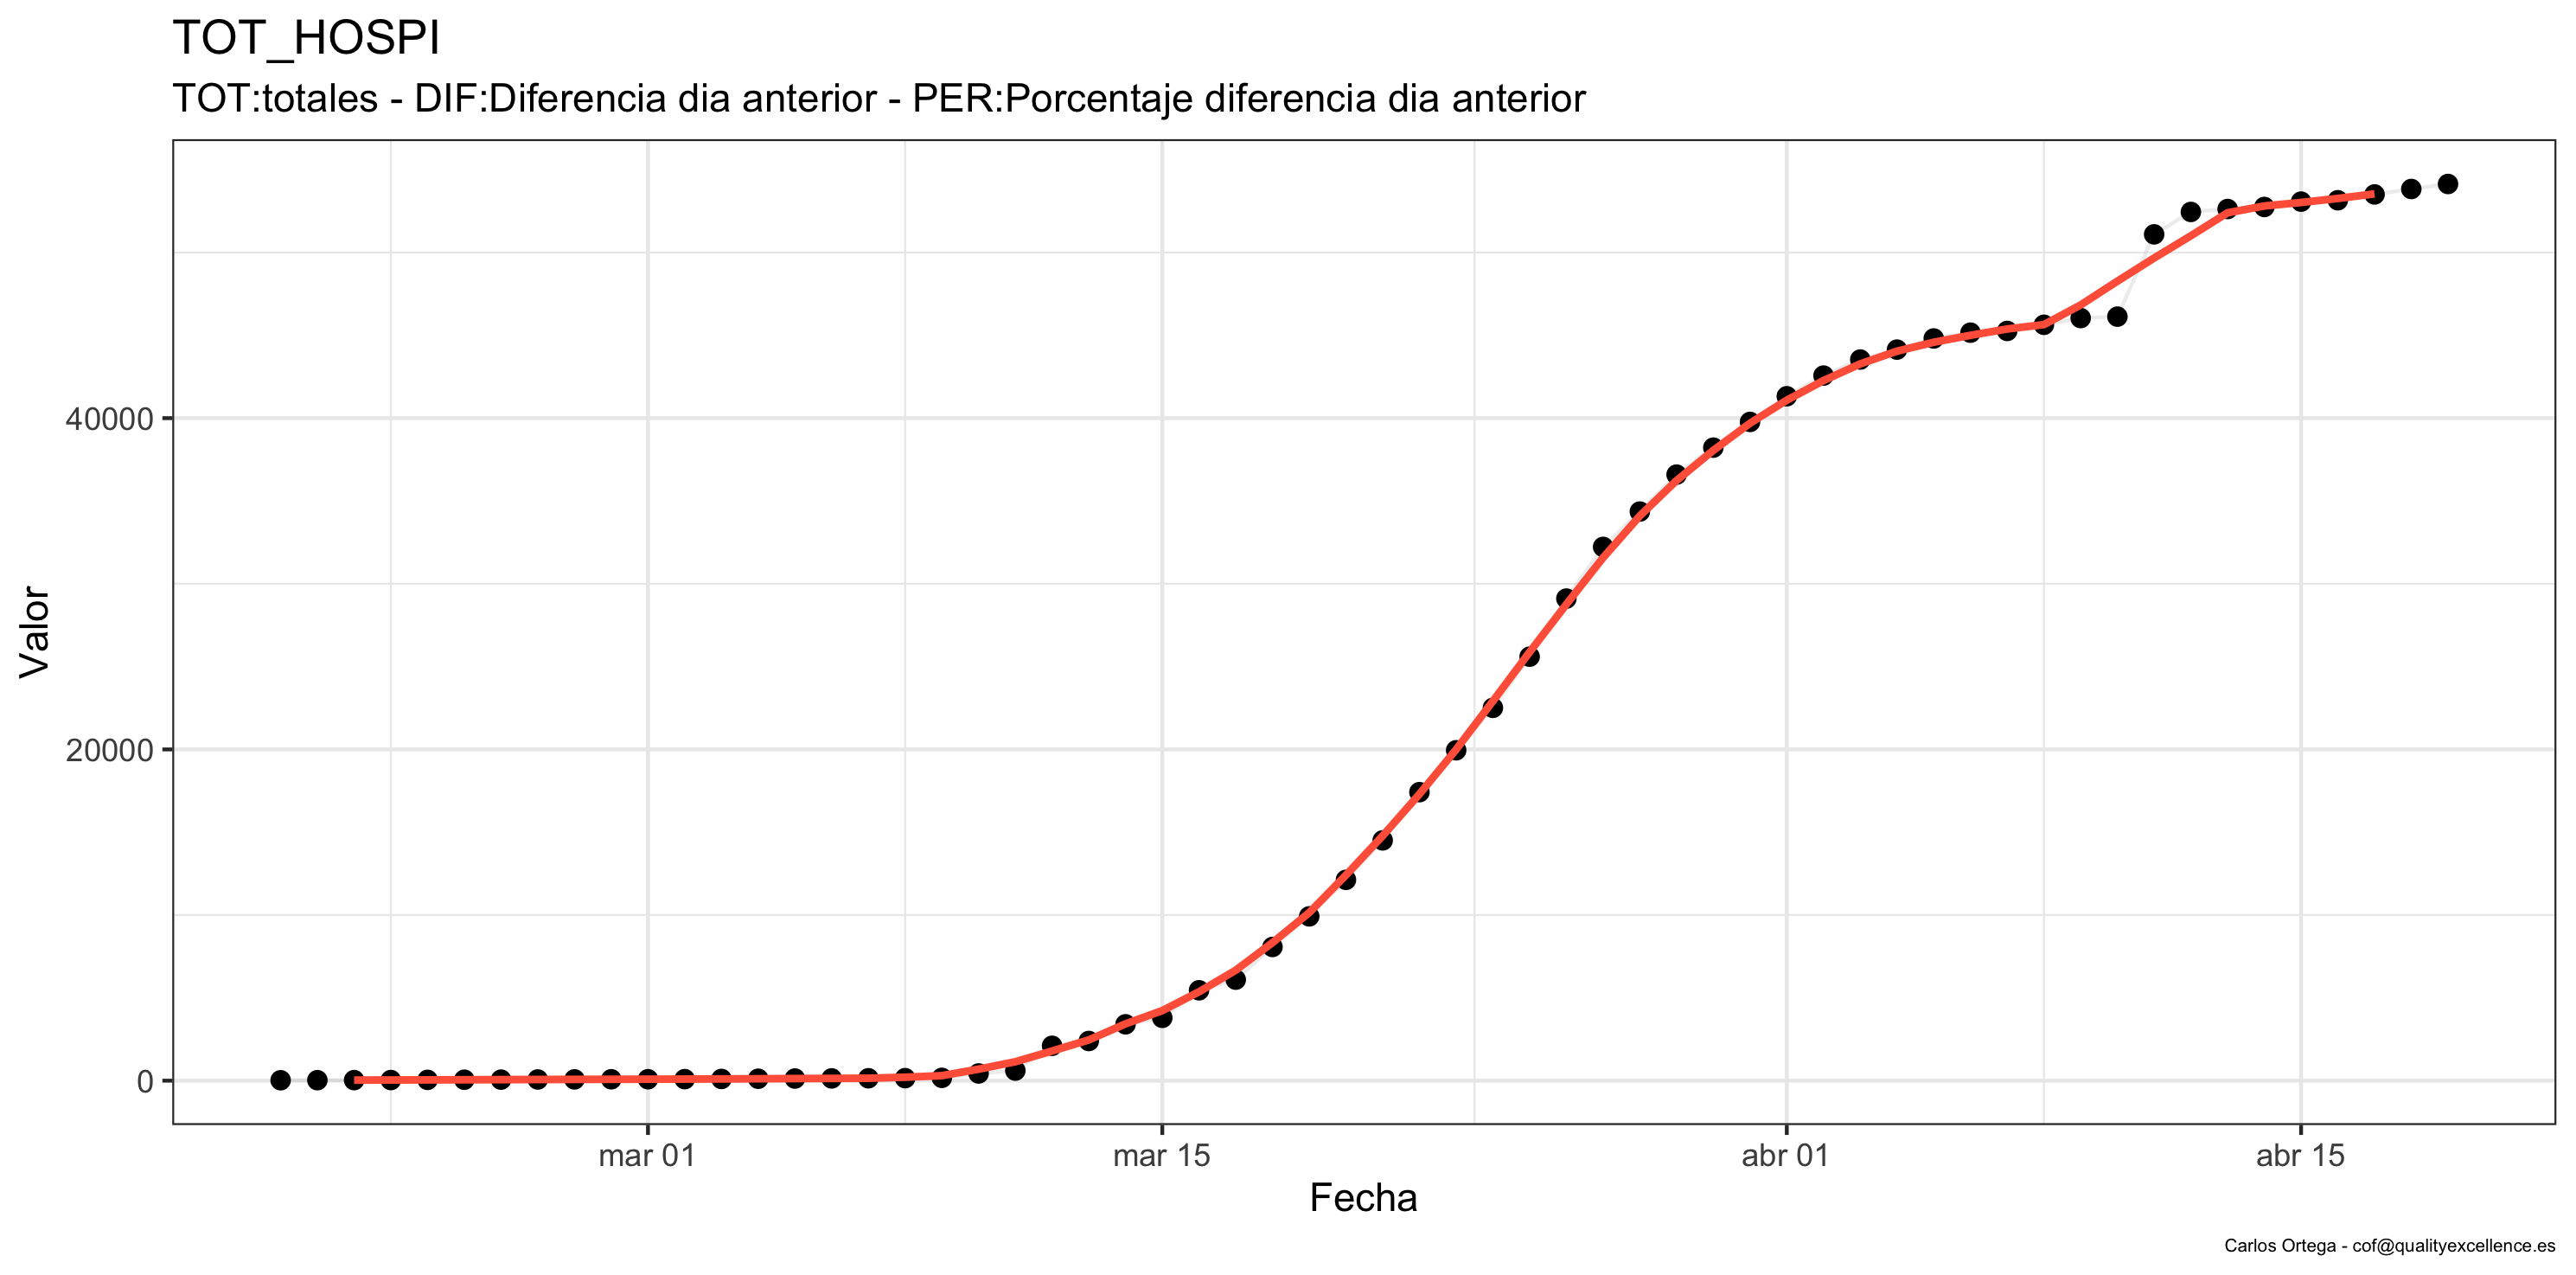 TOT_HOSPI
TOT:totales - DIF:Diferencia dia anterior - PER:Porcentaje diferencia dia anterior
40000
20000
0
Valor
mar 01
mar 15
abr 01
abr 15
Fecha
Carlos Ortega - cof@qualityexcellence.es